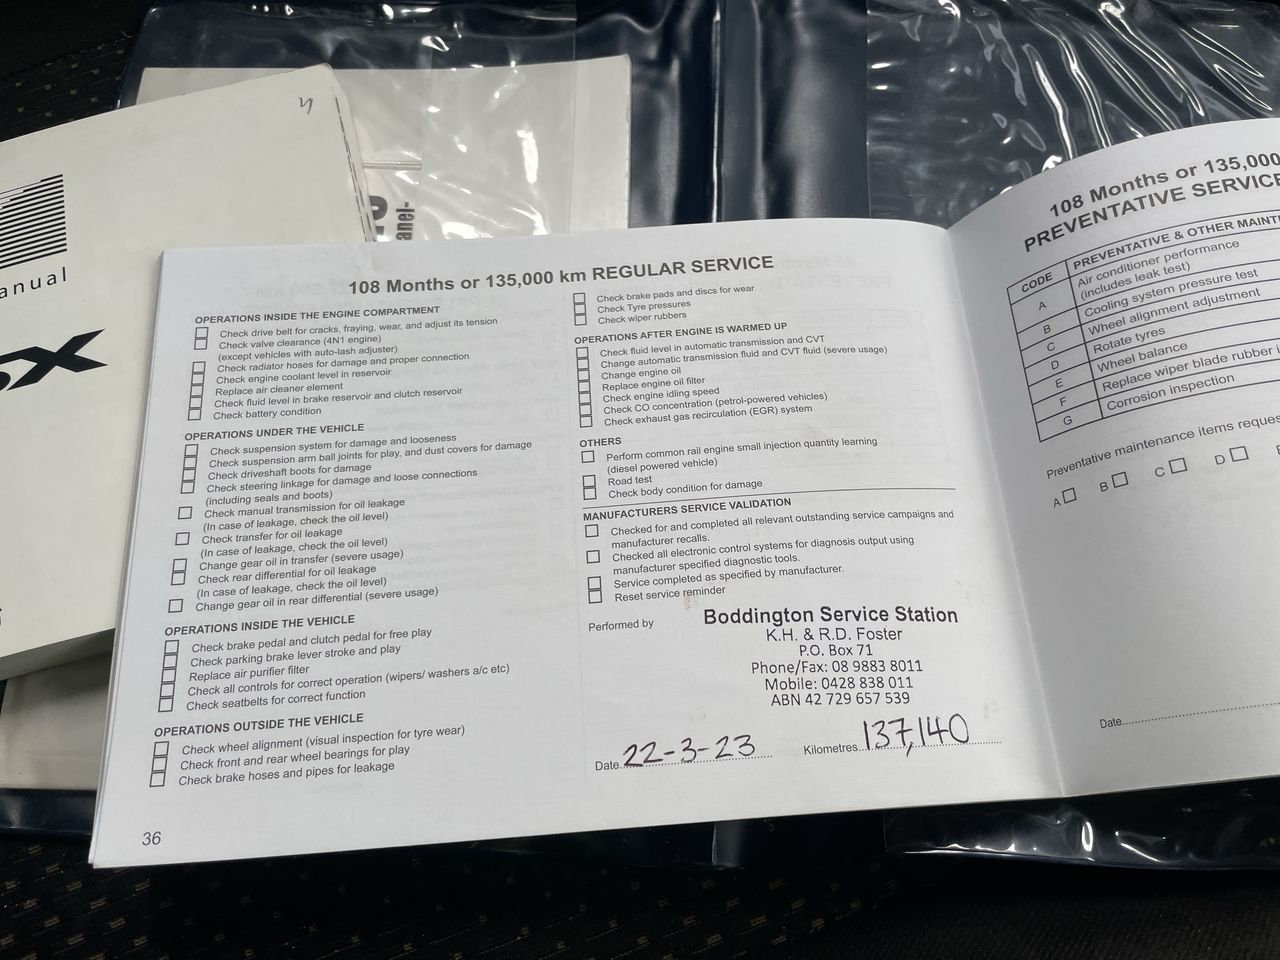 anual
anel-
108 Months or 135,000 km REGULAR SERVICE
OPERATIONS INSIDE THE ENGINE COMPARTMENT
Check drive belt for cracks, fraying, wear, and adjust its tension
Check valve clearance (4N1 engine)
(except vehicles with auto-lash adjuster)
Check radiator hoses for damage and proper connection
Check engine coolant level in reservoir
Replace air cleaner element
Check fluid level in brake reservoir and clutch reservoir
Check battery condition
OPERATIONS UNDER THE VEHICLE
Check suspension system for damage and looseness
Check suspension arm ball joints for play, and dust covers for damage
Check driveshaft boots for damage
Check steering linkage for damage and loose connections
(including seals and boots)
Check manual transmission for oil leakage
(In case of leakage, check the oil level)
Check transfer for oil leakage
(In case of leakage, check the oil level)
Change gear oil in transfer (severe usage)
Check rear differential for oil leakage
(In case of leakage, check the oil level)
Change gear oil in rear differential (severe usage)
OPERATIONS INSIDE THE VEHICLE
Check brake pedal and clutch pedal for free play
Check parking brake lever stroke and play
Replace air purifier filter
Check all controls for correct operation (wipers/ washers a/c etc)
Check seatbelts for correct function
OPERATIONS OUTSIDE THE VEHICLE
Check wheel alignment (visual inspection for tyre wear)
Check front and rear wheel bearings for play
Check brake hoses and pipes for leakage
36
Check brake pads and discs for wear
Check Tyre pressures
Check wiper rubbers
OPERATIONS AFTER ENGINE IS WARMED UP
Check fluid level in automatic transmission and CVT
Change automatic transmission fluid and CVT fluid (severe usage)
Change engine oil
Replace engine oil filter
Check engine idling speed
Check CO concentration (petrol-powered vehicles)
Check exhaust gas recirculation (EGR) system
OTHERS
Perform common rail engine small injection quantity learning
(diesel powered vehicle)
Road test
Check body condition for damage
MANUFACTURERS SERVICE VALIDATION
Checked for and completed all relevant outstanding service campaigns and
manufacturer recalls.
Checked all electronic control systems for diagnosis output using
manufacturer specified diagnostic tools.
Service completed as specified by manufacturer.
Reset service reminder
Performed by
Boddington Service Station
K.H. & R.D. Foster
P.O. Box 71
Phone/Fax: 08 9883 8011
Mobile: 0428 838 011
ABN 42 729 657 539
Date 22-3-23 Kilometres 137,140
108 Months or 135,000
PREVENTATIVE SERVICE
CODE PREVENTATIVE & OTHER MAINT
A Air conditioner performance
(includes leak test)
B Cooling system pressure test
C Wheel alignment adjustment
D Rotate tyres
E Wheel balance
F Replace wiper blade rubber i
G Corrosion inspection
Preventative maintenance items reques
A B C D E
Date